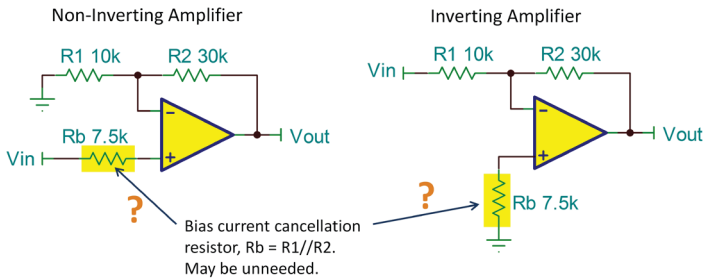 Non-Inverting Amplifier
Inverting Amplifier
R1 10k
R2 30k
Rb 7.5k
Vin
Vout
?
R1 10k
R2 30k
Vin
Vout
Rb 7.5k
?
Bias current cancellation
resistor, Rb = R1//R2.
May be unneeded.